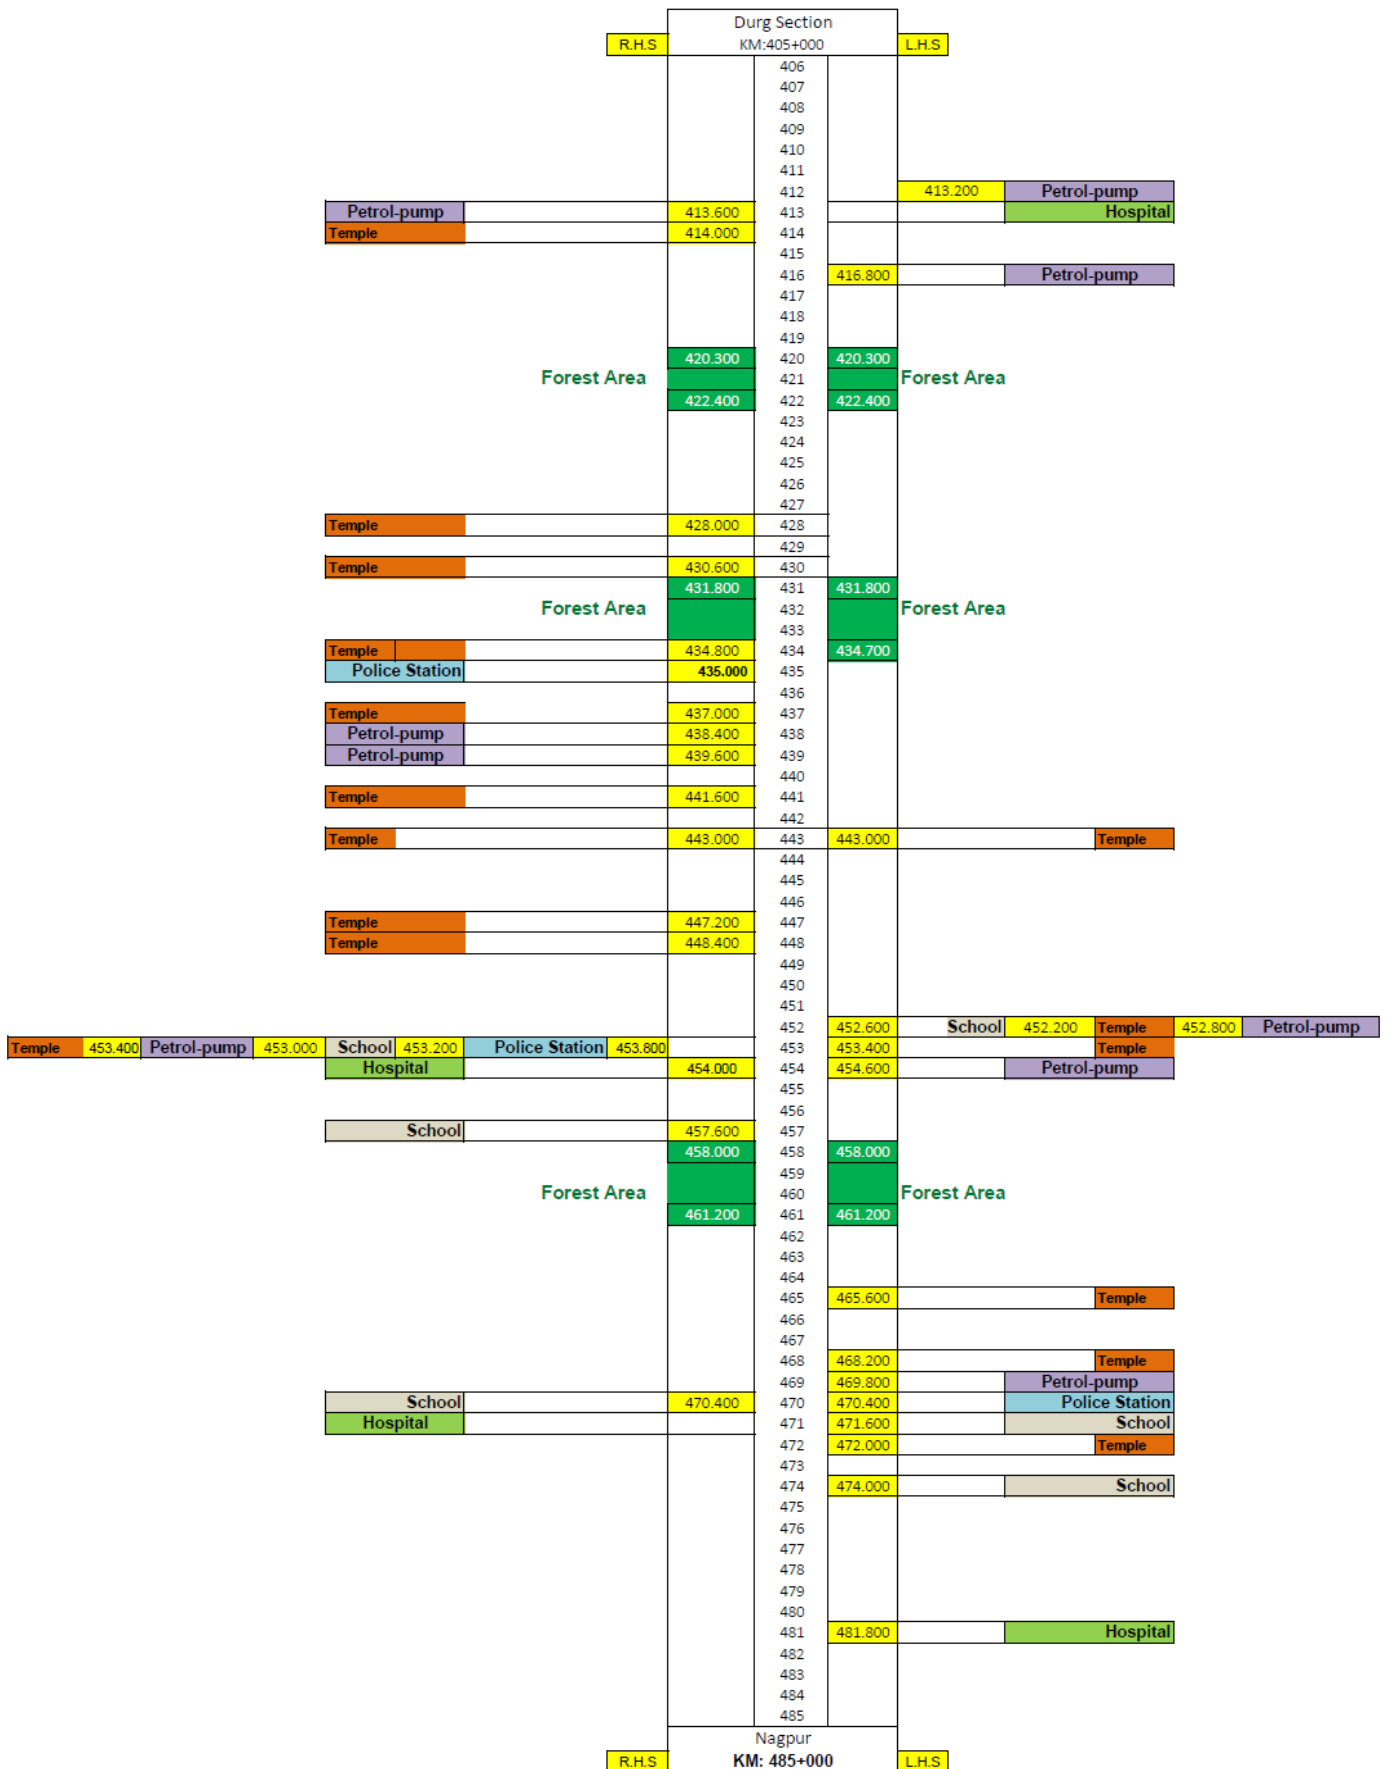 Durg Section
R.H.S KM:405+000 L.H.S
406
407
408
409
410
411
412 413.200 Petrol-pump
Petrol-pump 413.600 413 Hospital
Temple 414.000 414
415
416 416.800 Petrol-pump
417
418
419
420.300 420 420.300
Forest Area 421 Forest Area
422.400 422 422.400
423
424
425
426
427
Temple 428.000 428
429
Temple 430.600 430
431.800 431 431.800
Forest Area 432 Forest Area
433
Temple 434.800 434 434.700
Police Station 435.000 435
436
Temple 437.000 437
Petrol-pump 438.400 438
Petrol-pump 439.600 439
440
Temple 441.600 441
442
Temple 443.000 443 443.000 Temple
444
445
446
Temple 447.200 447
Temple 448.400 448
449
450
451
452 452.600 School 452.200 Temple 452.800 Petrol-pump
Temple 453.400 Petrol-pump 453.000 School 453.200 Police Station 453.800 453 453.400 Temple
Hospital 454.000 454 454.600 Petrol-pump
455
456
School 457.600 457
458.000 458 458.000
459
Forest Area 460 Forest Area
461.200 461 461.200
462
463
464
465 465.600 Temple
466
467
468 468.200 Temple
469 469.800 Petrol-pump
School 470.400 470 470.400 Police Station
Hospital 471 471.600 School
472 472.000 Temple
473
474 474.000 School
475
476
477
478
479
480
481 481.800 Hospital
482
483
484
485
Nagpur
R.H.S KM: 485+000 L.H.S